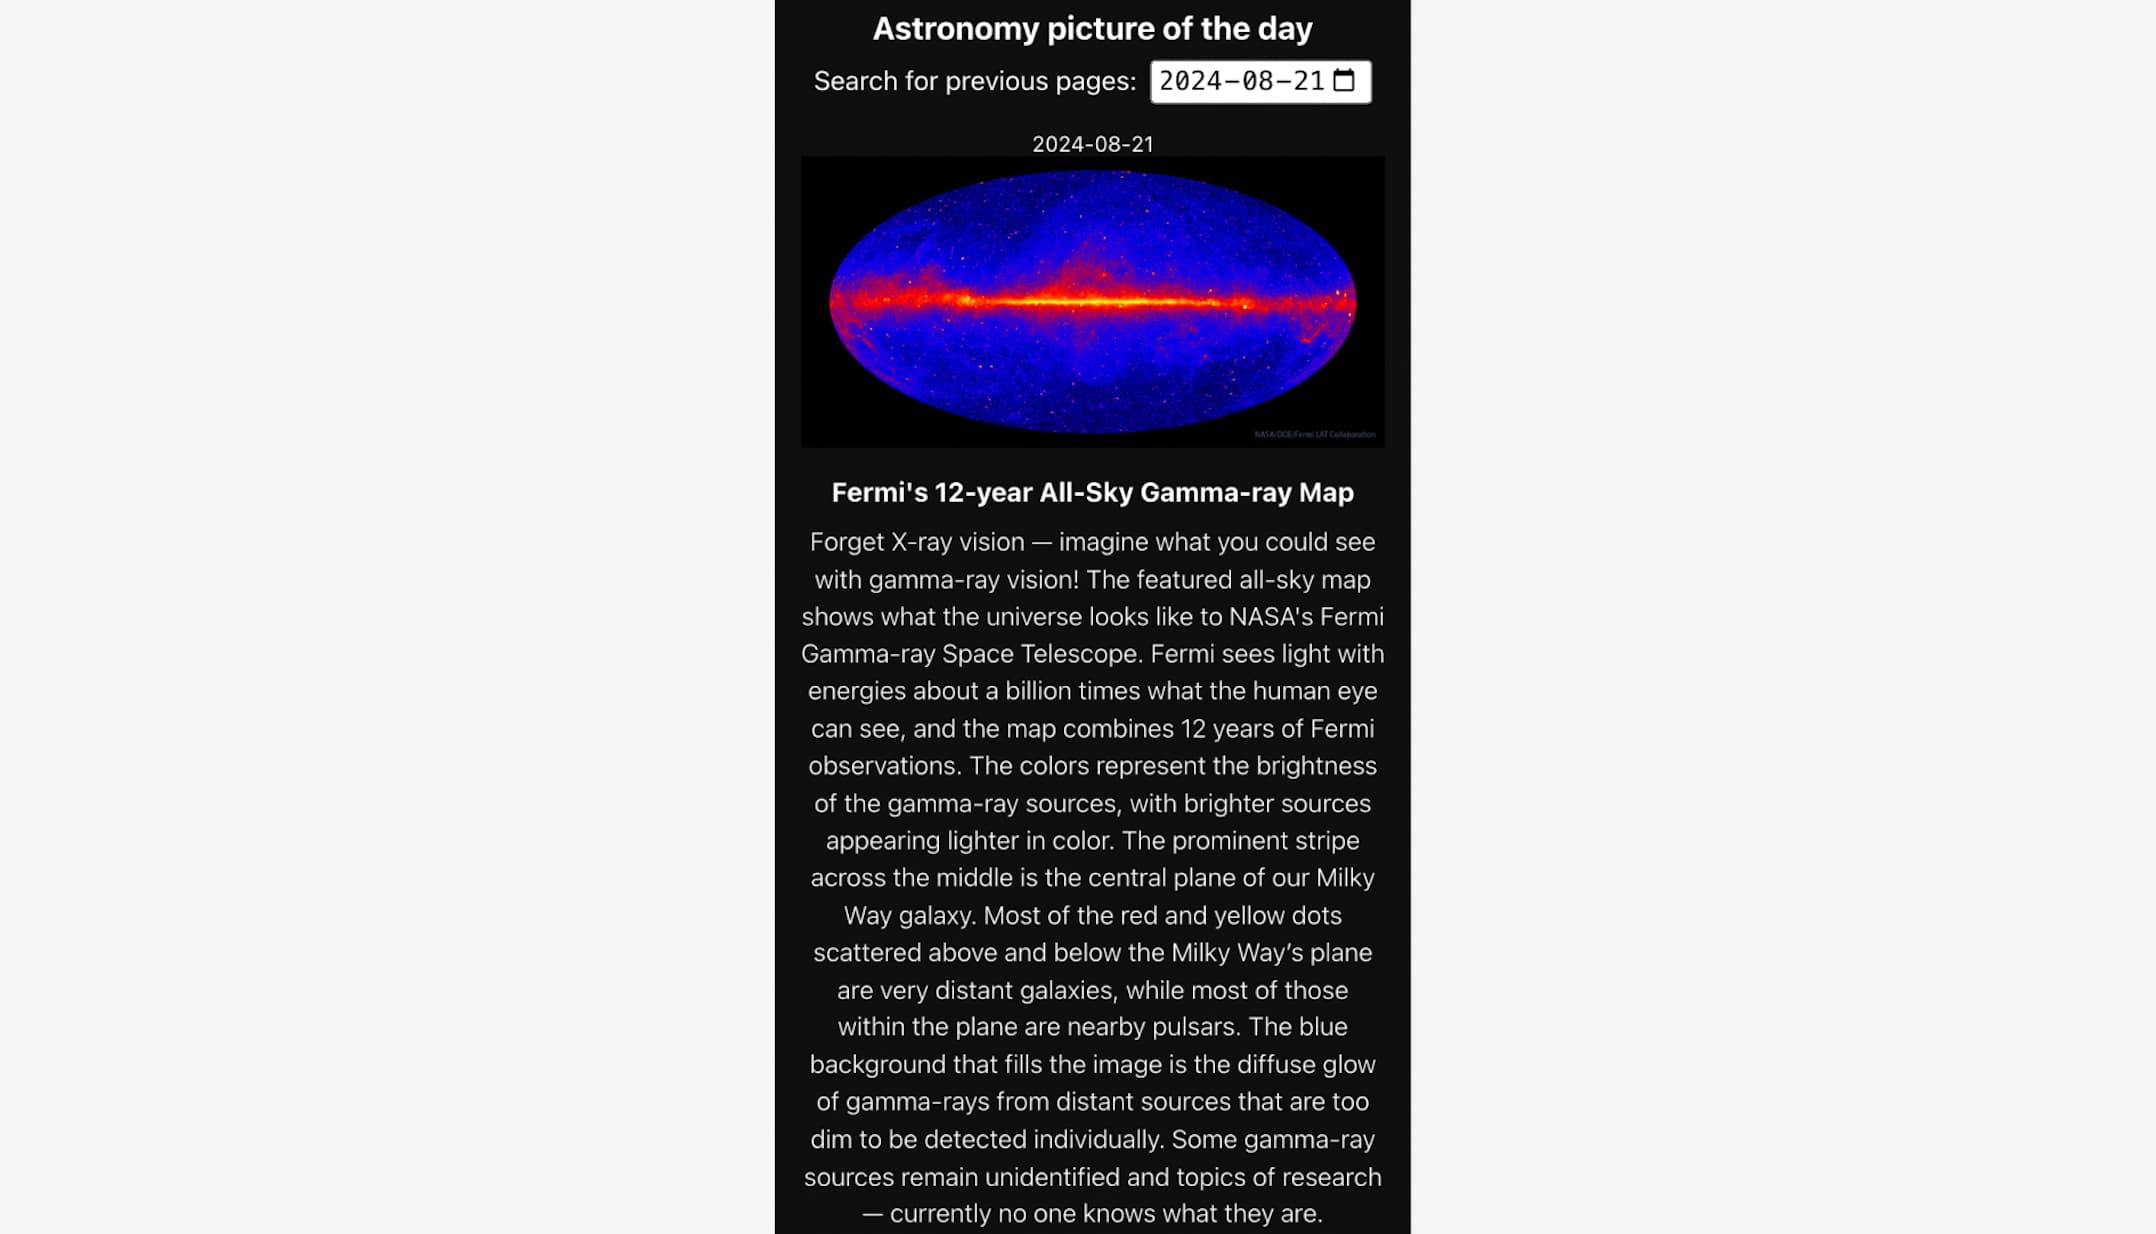 Astronomy picture of the day
Search for previous pages: 2024-08-21
2024-08-21
NASA/DOE/Fermi LAT Collaboration
Fermi's 12-year All-Sky Gamma-ray Map
Forget X-ray vision — imagine what you could see
with gamma-ray vision! The featured all-sky map
shows what the universe looks like to NASA's Fermi
Gamma-ray Space Telescope. Fermi sees light with
energies about a billion times what the human eye
can see, and the map combines 12 years of Fermi
observations. The colors represent the brightness
of the gamma-ray sources, with brighter sources
appearing lighter in color. The prominent stripe
across the middle is the central plane of our Milky
Way galaxy. Most of the red and yellow dots
scattered above and below the Milky Way’s plane
are very distant galaxies, while most of those
within the plane are nearby pulsars. The blue
background that fills the image is the diffuse glow
of gamma-rays from distant sources that are too
dim to be detected individually. Some gamma-ray
sources remain unidentified and topics of research
— currently no one knows what they are.